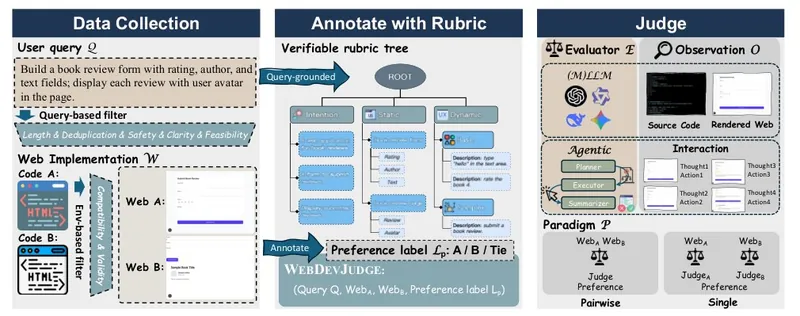 Data Collection
User query Q
Build a book review form with rating, author, and
text fields; display each review with user avatar
in the page.
Query-based filter
Length & Deduplication & Safety & Clarity & Feasibility
Web Implementation W
Code A:
HTML
Code B:
HTML
Env-based filter
Compatibility & Validity
Web A:
Web B:
Annotate with Rubric
Verifiable rubric tree
Query-grounded
ROOT
Intention
Static
Dynamic
Rating
Author
Text
Review
Avatar
Description: type
"hello" in the text area.
Description: rate the
book 4.
Description: submit a
book review.
Annotate
Preference label Lp: A / B / Tie
WEBDEVJUDGE:
(Query Q, WebA, WebB, Preference label Lp)
Judge
Evaluator E
Observation O
(M)LLM
Source Code
Rendered Web
Agentic
Planner
Executor
Summarizer
Interaction
Thought1
Action1
Thought3
Action3
Thought2
Action2
Thought4
Action4
Paradigm P
WebA WebB
Judge
Preference
Pairwise
WebA
WebB
JudgeA
JudgeB
Preference
Single